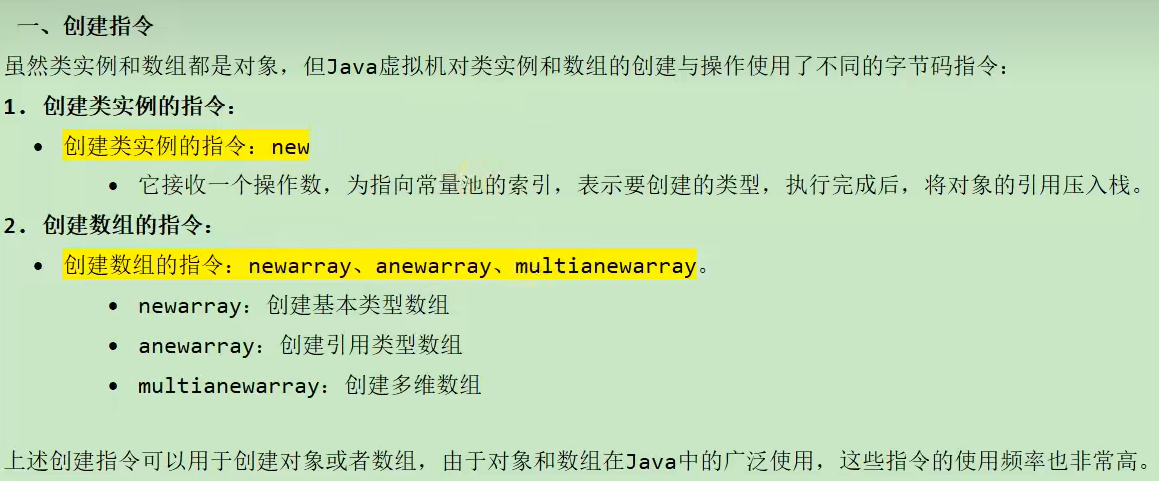 一、创建指令
虽然类实例和数组都是对象，但Java虚拟机对类实例和数组的创建与操作使用了不同的字节码指令：
1. 创建类实例的指令：
• 创建类实例的指令：new
• 它接收一个操作数，为指向常量池的索引，表示要创建的类型，执行完成后，将对象的引用压入栈。
2. 创建数组的指令：
• 创建数组的指令：newarray、anewarray、multianewarray。
• newarray：创建基本类型数组
• anewarray：创建引用类型数组
• multianewarray：创建多维数组
上述创建指令可以用于创建对象或者数组，由于对象和数组在Java中的广泛使用，这些指令的使用频率也非常高。